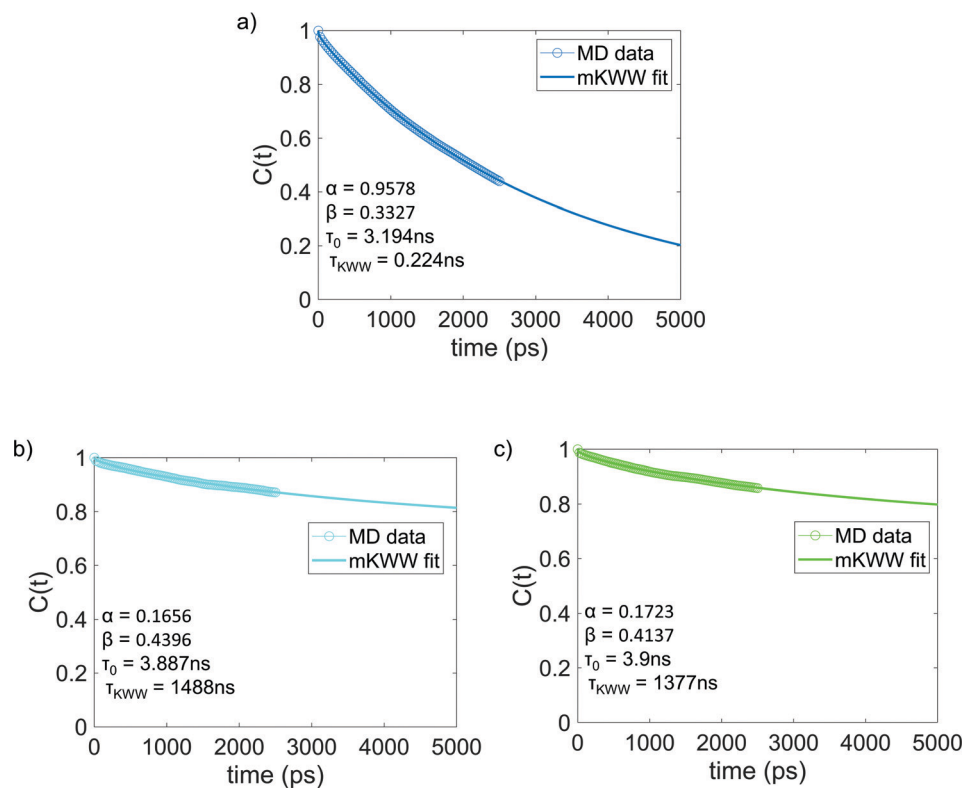 a)
1
0.8
0.6
0.4
0.2
0
C(t)
MD data
mKWW fit
α = 0.9578
β = 0.3327
τ0 = 3.194ns
τKWW = 0.224ns
0 1000 2000 3000 4000 5000
time (ps)
b)
1
0.8
0.6
0.4
0.2
0
C(t)
MD data
mKWW fit
α = 0.1656
β = 0.4396
τ0 = 3.887ns
τKWW = 1488ns
0 1000 2000 3000 4000 5000
time (ps)
c)
1
0.8
0.6
0.4
0.2
0
C(t)
MD data
mKWW fit
α = 0.1723
β = 0.4137
τ0 = 3.9ns
τKWW = 1377ns
0 1000 2000 3000 4000 5000
time (ps)